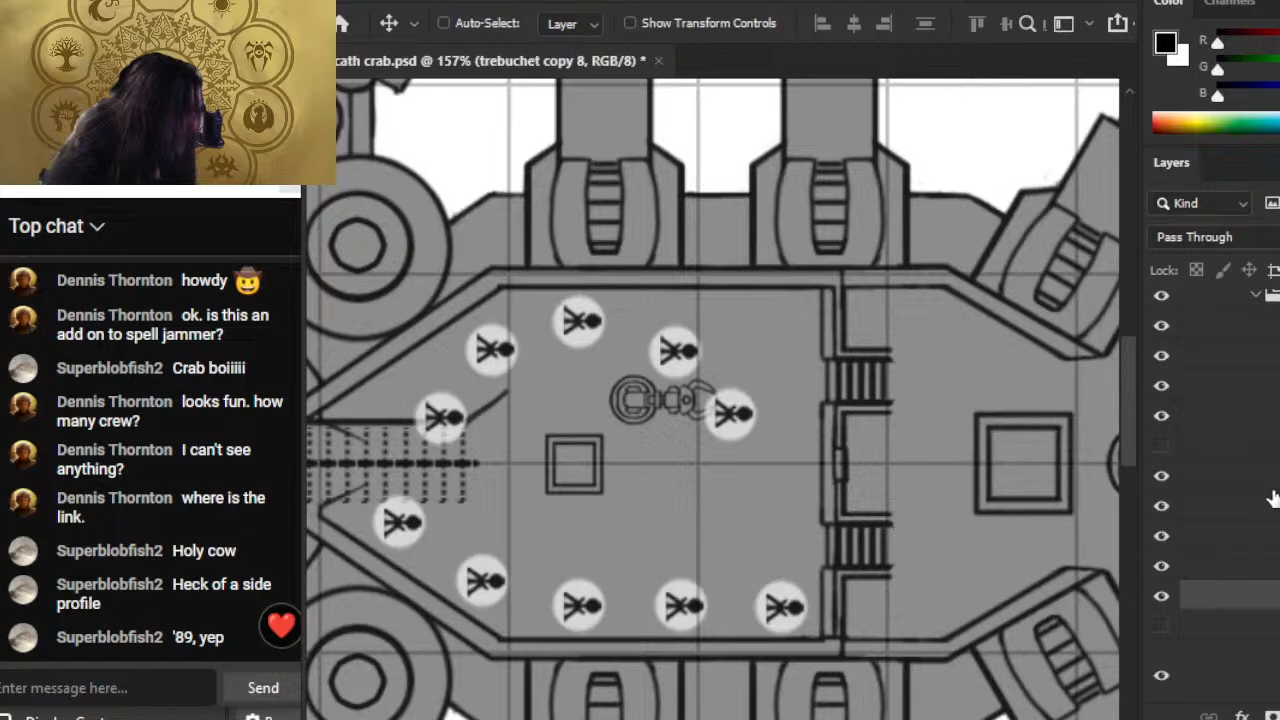 Auto-Select:
Layer
Show Transform Controls
cath crab.psd @ 157% (trebuchet copy 8, RGB/8) *
Color
Channels
R
G
B
Layers
Kind
Pass Through
Lock:
fx
Top chat
Dennis Thornton howdy 🤠
Dennis Thornton ok. is this an
add on to spell jammer?
Superblobfish2 Crab boiiiii
Dennis Thornton looks fun. how
many crew?
Dennis Thornton I can't see
anything?
Dennis Thornton where is the
link.
Superblobfish2 Holy cow
Superblobfish2 Heck of a side
profile
Superblobfish2 '89, yep
Enter message here...
Send